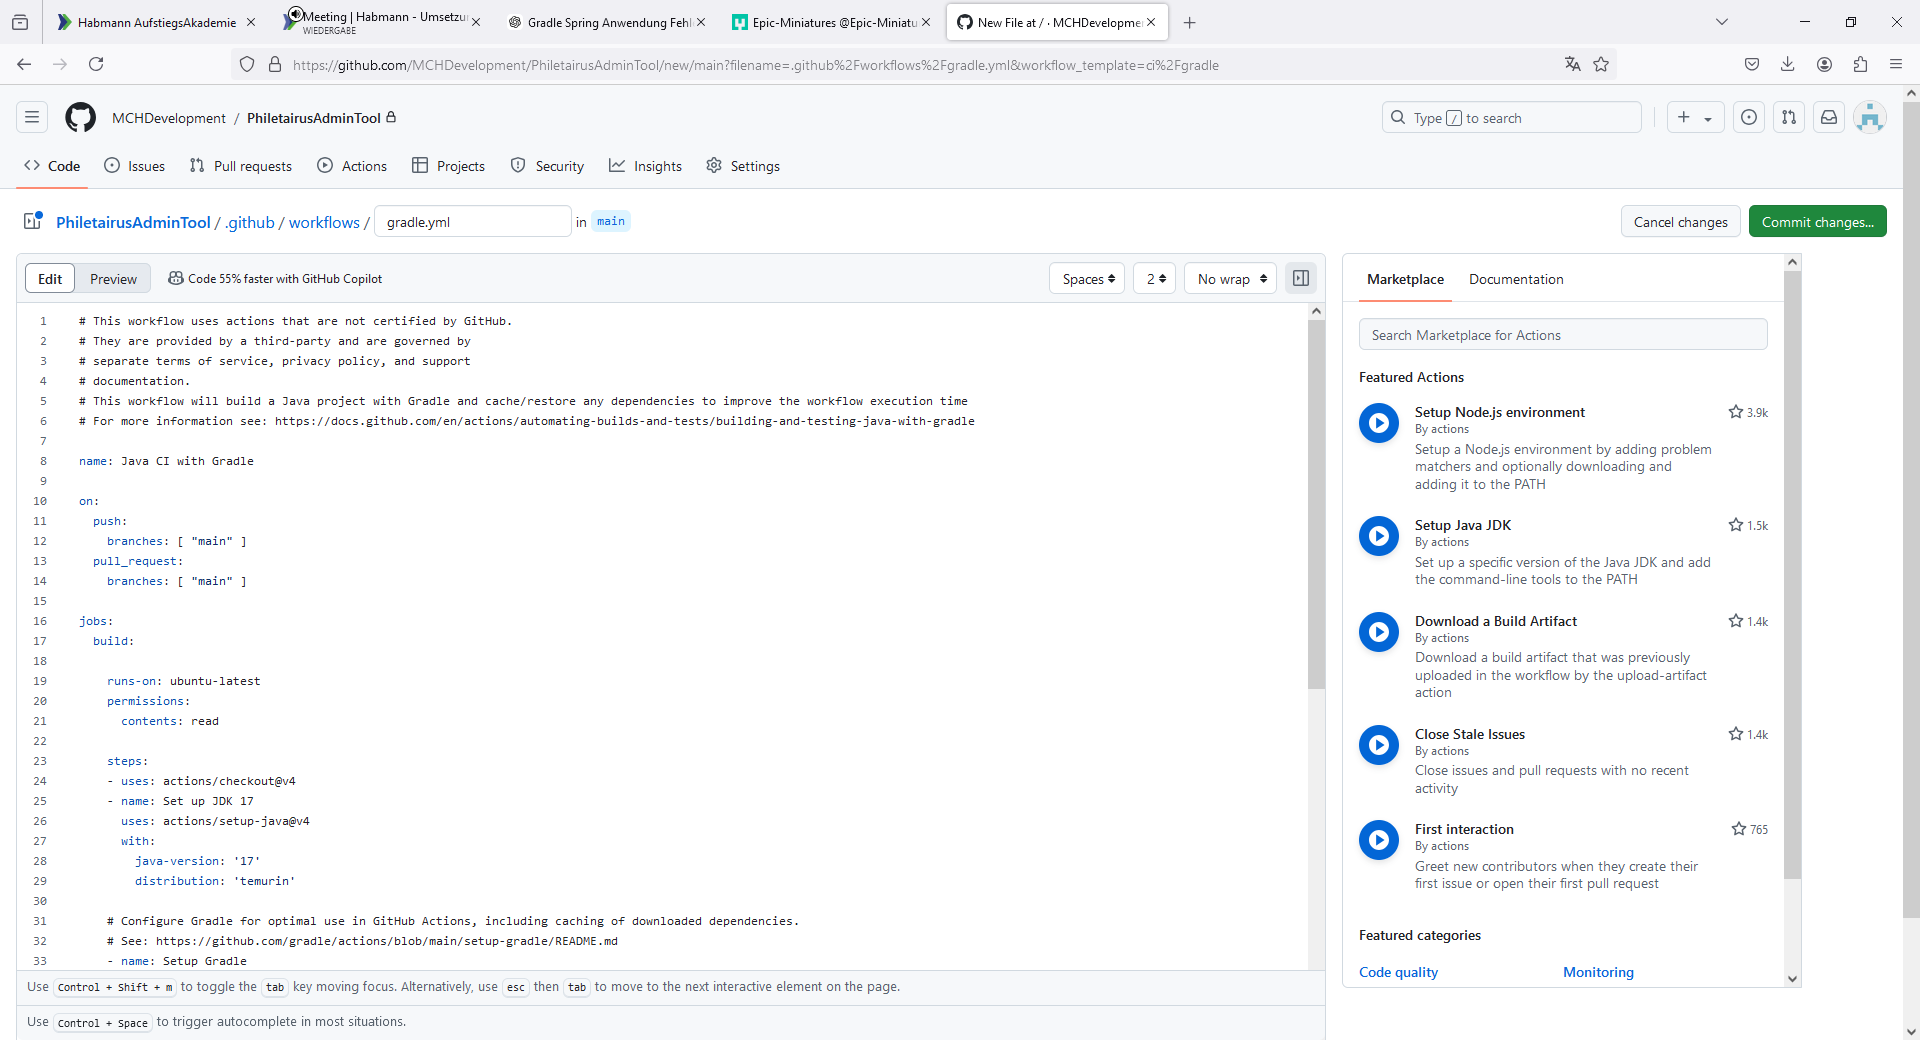 Habmann AufstiegsAkademie
Meeting | Habmann - Umsetzu
WIEDERGABE
Gradle Spring Anwendung Fehl
Epic-Miniatures @Epic-Miniatu
New File at / · MCHDevelopme
https://github.com/MCHDevelopment/PhiletairusAdminTool/new/main?filename=.github%2Fworkflows%2Fgradle.yml&workflow_template=ci%2Fgradle
MCHDevelopment / PhiletairusAdminTool
Type / to search
Code Issues Pull requests Actions Projects Security Insights Settings
PhiletairusAdminTool / .github / workflows / gradle.yml in main
Cancel changes Commit changes...
Edit Preview Code 55% faster with GitHub Copilot Spaces 2 No wrap
1 # This workflow uses actions that are not certified by GitHub.
2 # They are provided by a third-party and are governed by
3 # separate terms of service, privacy policy, and support
4 # documentation.
5 # This workflow will build a Java project with Gradle and cache/restore any dependencies to improve the workflow execution time
6 # For more information see: https://docs.github.com/en/actions/automating-builds-and-tests/building-and-testing-java-with-gradle
7
8 name: Java CI with Gradle
9
10 on:
11 push:
12 branches: [ "main" ]
13 pull_request:
14 branches: [ "main" ]
15
16 jobs:
17 build:
18
19 runs-on: ubuntu-latest
20 permissions:
21 contents: read
22
23 steps:
24 - uses: actions/checkout@v4
25 - name: Set up JDK 17
26 uses: actions/setup-java@v4
27 with:
28 java-version: '17'
29 distribution: 'temurin'
30
31 # Configure Gradle for optimal use in GitHub Actions, including caching of downloaded dependencies.
32 # See: https://github.com/gradle/actions/blob/main/setup-gradle/README.md
33 - name: Setup Gradle
Use Control + Shift + m to toggle the tab key moving focus. Alternatively, use esc then tab to move to the next interactive element on the page.
Use Control + Space to trigger autocomplete in most situations.
Marketplace Documentation
Search Marketplace for Actions
Featured Actions
Setup Node.js environment 3.9k
By actions
Setup a Node.js environment by adding problem
matchers and optionally downloading and
adding it to the PATH
Setup Java JDK 1.5k
By actions
Set up a specific version of the Java JDK and add
the command-line tools to the PATH
Download a Build Artifact 1.4k
By actions
Download a build artifact that was previously
uploaded in the workflow by the upload-artifact
action
Close Stale Issues 1.4k
By actions
Close issues and pull requests with no recent
activity
First interaction 765
By actions
Greet new contributors when they create their
first issue or open their first pull request
Featured categories
Code quality Monitoring